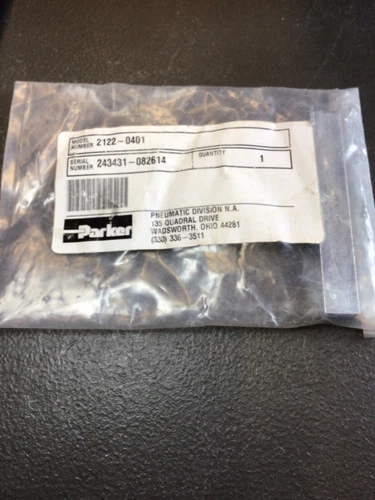 MODEL NUMBER 2122-0401
SERIAL NUMBER 243431-082614 QUANTITY 1
Parker
PNEUMATIC DIVISION N.A.
135 QUADRAL DRIVE
WADSWORTH, OHIO 44281
(330) 336-3511